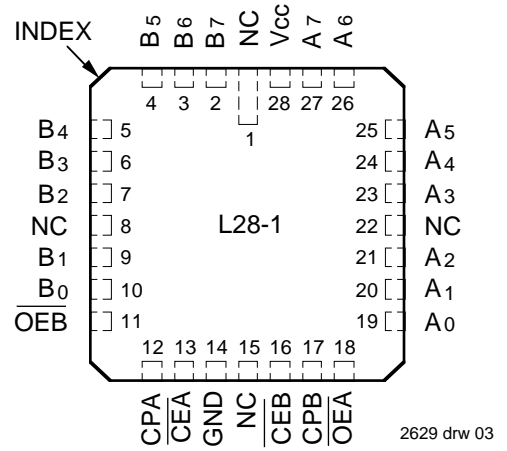 INDEX
B5 B6 B7 NC Vcc A7 A6
4 3 2 28 27 26
1
B4 5 25 A5
B3 6 24 A4
B2 7 23 A3
NC 8 L28-1 22 NC
B1 9 21 A2
B0 10 20 A1
OEB 11 19 A0
12 13 14 15 16 17 18
CPA CEA GND NC CEB CPB OEA
2629 drw 03